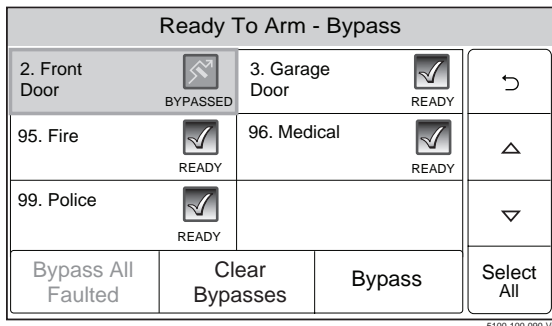 Ready To Arm - Bypass
2. Front
Door
BYPASSED
3. Garage
Door
READY
95. Fire
READY
96. Medical
READY
99. Police
READY
Bypass All
Faulted
Clear
Bypasses
Bypass
Select
All